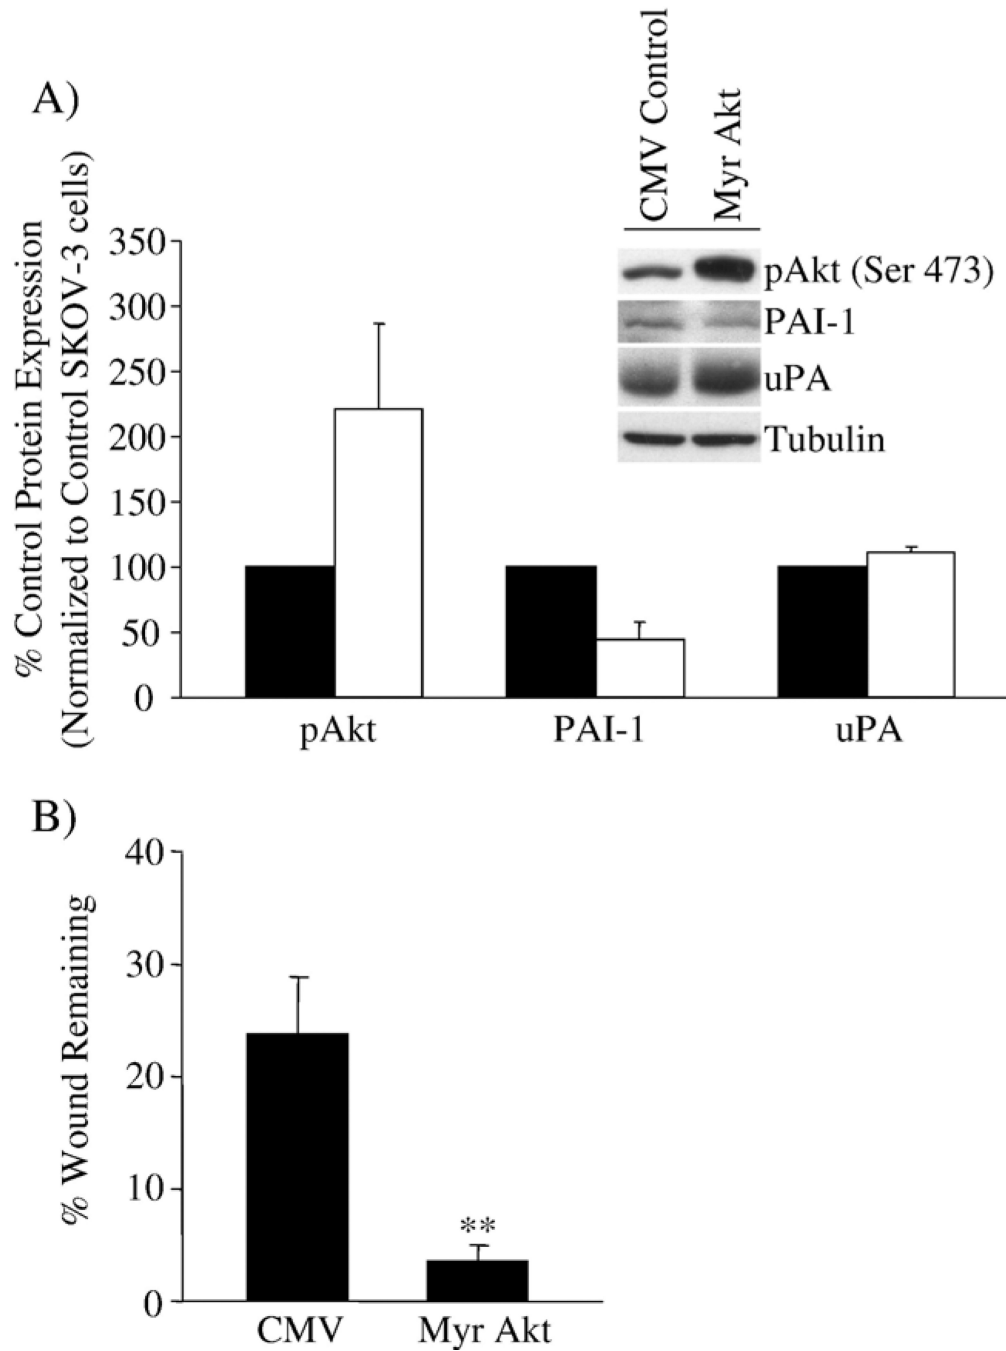 A)
CMV Control
Myr Akt
% Control Protein Expression
(Normalized to Control SKOV-3 cells)
350
300
250
200
150
100
50
0
pAkt (Ser 473)
PAI-1
uPA
Tubulin
pAkt
PAI-1
uPA
B)
% Wound Remaining
40
30
20
10
0
**
CMV
Myr Akt